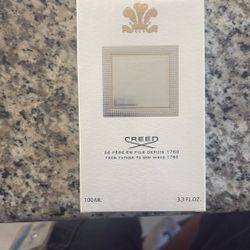 CREED
DE PÈRE EN FILS DEPUIS 1760
FROM FATHER TO SON SINCE 1760
100 ML
3.3 FL.OZ.